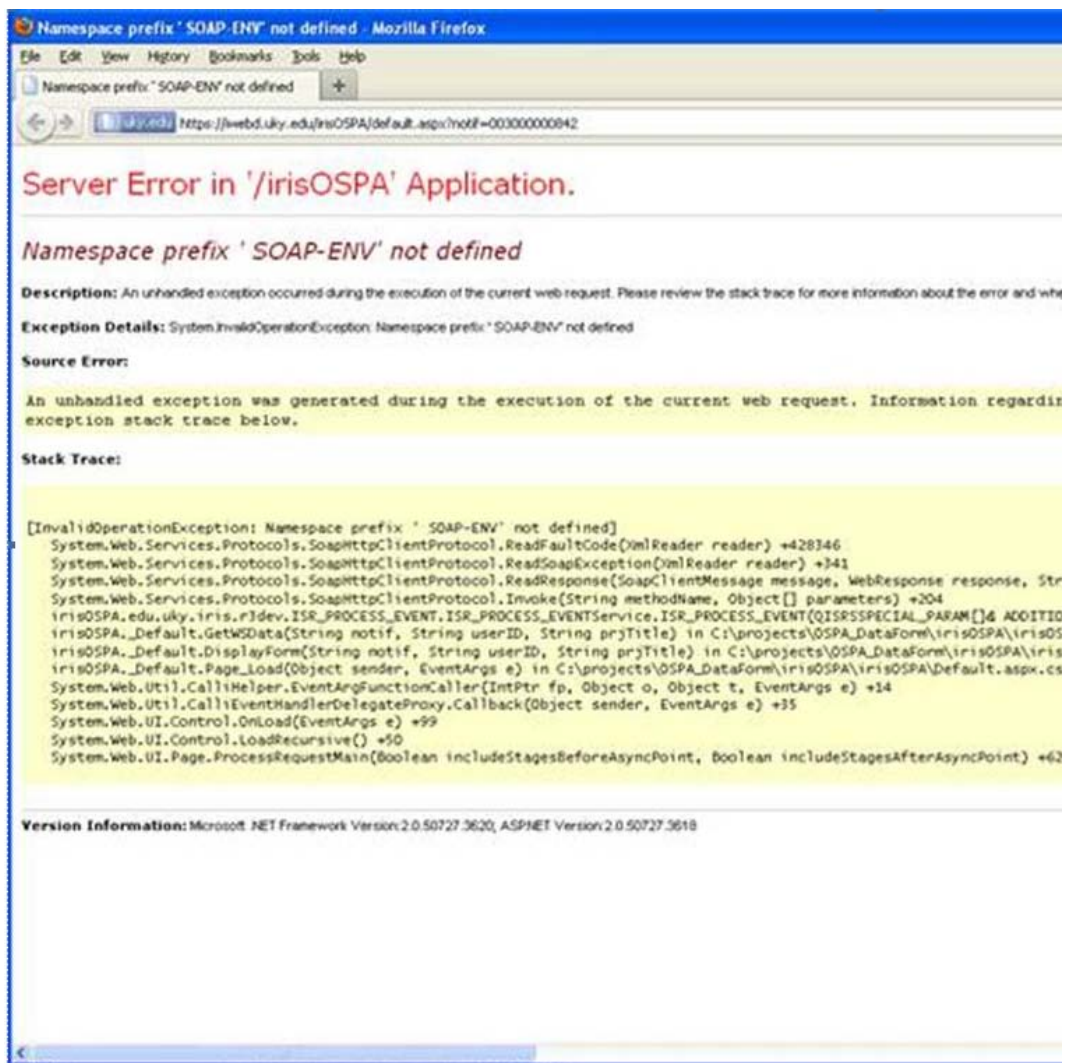 Namespace prefix ' SOAP-ENV' not defined - Mozilla Firefox
File Edit View History Bookmarks Tools Help
Namespace prefix ' SOAP-ENV' not defined +
uky.edu https://iwebd.uky.edu/irisOSPA/default.aspx?notif=003000000842
Server Error in '/irisOSPA' Application.
Namespace prefix ' SOAP-ENV' not defined
Description: An unhandled exception occurred during the execution of the current web request. Please review the stack trace for more information about the error and whe
Exception Details: System.InvalidOperationException: Namespace prefix ' SOAP-ENV' not defined
Source Error:
An unhandled exception was generated during the execution of the current web request. Information regardin
exception stack trace below.
Stack Trace:
[InvalidOperationException: Namespace prefix ' SOAP-ENV' not defined]
System.Web.Services.Protocols.SoapHttpClientProtocol.ReadFaultCode(XmlReader reader) +428346
System.Web.Services.Protocols.SoapHttpClientProtocol.ReadSoapException(XmlReader reader) +341
System.Web.Services.Protocols.SoapHttpClientProtocol.ReadResponse(SoapClientMessage message, WebResponse response, Str
System.Web.Services.Protocols.SoapHttpClientProtocol.Invoke(String methodName, Object[] parameters) +204
irisOSPA.edu.uky.iris.r3dev.ISR_PROCESS_EVENT.ISR_PROCESS_EVENTService.ISR_PROCESS_EVENT(QISRSSPECIAL_PARAM[]& ADDITIO
irisOSPA._Default.GetWSData(String notif, String userID, String prjTitle) in C:\projects\OSPA_DataForm\irisOSPA\irisOS
irisOSPA._Default.DisplayForm(String notif, String userID, String prjTitle) in C:\projects\OSPA_DataForm\irisOSPA\iris
irisOSPA._Default.Page_Load(Object sender, EventArgs e) in C:\projects\OSPA_DataForm\irisOSPA\irisOSPA\Default.aspx.cs
System.Web.Util.CalliHelper.EventArgFunctionCaller(IntPtr fp, Object o, Object t, EventArgs e) +14
System.Web.Util.CalliEventHandlerDelegateProxy.Callback(Object sender, EventArgs e) +35
System.Web.UI.Control.OnLoad(EventArgs e) +99
System.Web.UI.Control.LoadRecursive() +50
System.Web.UI.Page.ProcessRequestMain(Boolean includeStagesBeforeAsyncPoint, Boolean includeStagesAfterAsyncPoint) +62
Version Information: Microsoft .NET Framework Version:2.0.50727.3620; ASP.NET Version:2.0.50727.3618